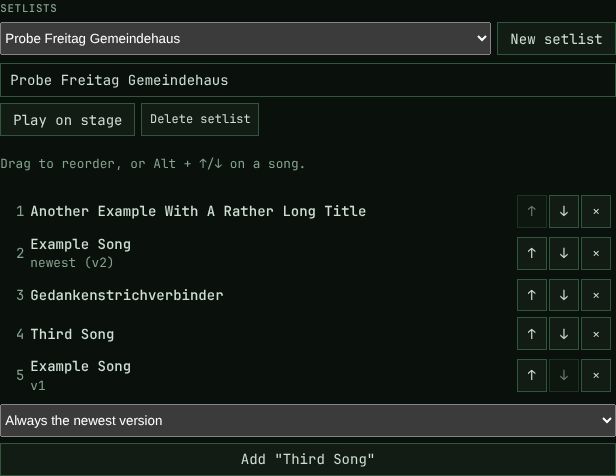 SETLISTS
Probe Freitag Gemeindehaus
New setlist
Probe Freitag Gemeindehaus
Play on stage
Delete setlist
Drag to reorder, or Alt + ↑/↓ on a song.
1 Another Example With A Rather Long Title ↑ ↓ ×
2 Example Song ↑ ↓ ×
newest (v2)
3 Gedankenstrichverbinder ↑ ↓ ×
4 Third Song ↑ ↓ ×
5 Example Song ↑ ↓ ×
v1
Always the newest version
Add "Third Song"